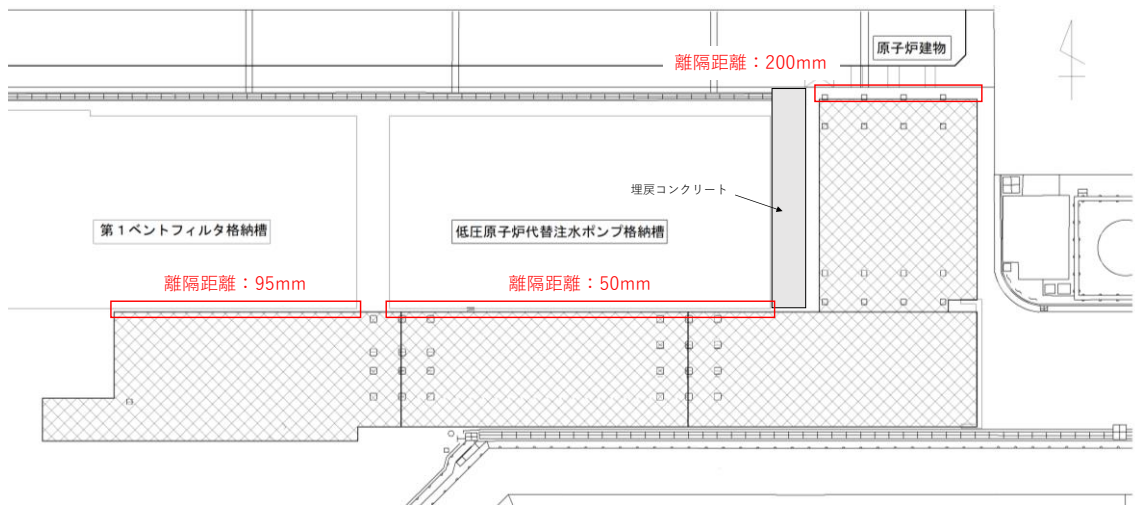 原子炉建物
離隔距離：200mm
埋戻コンクリート
第１ベントフィルタ格納槽
低圧原子炉代替注水ポンプ格納槽
離隔距離：95mm
離隔距離：50mm